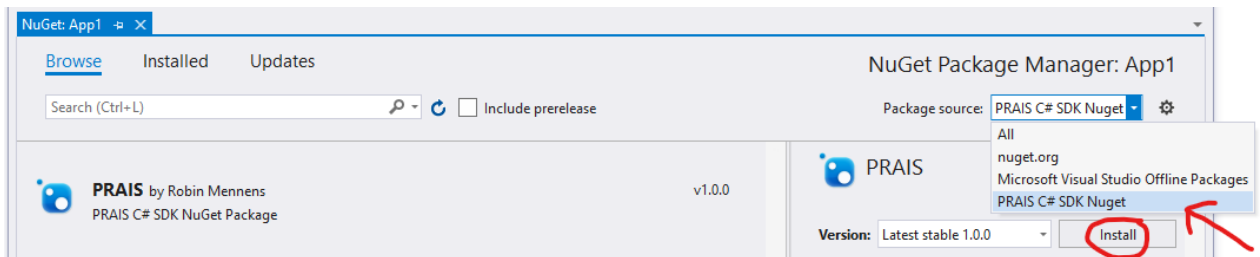 NuGet: App1
Browse Installed Updates
NuGet Package Manager: App1
Search (Ctrl+L)
Include prerelease
Package source: PRAIS C# SDK Nuget
All
nuget.org
Microsoft Visual Studio Offline Packages
PRAIS C# SDK Nuget
PRAIS by Robin Mennens v1.0.0
PRAIS C# SDK NuGet Package
PRAIS
Version: Latest stable 1.0.0 Install